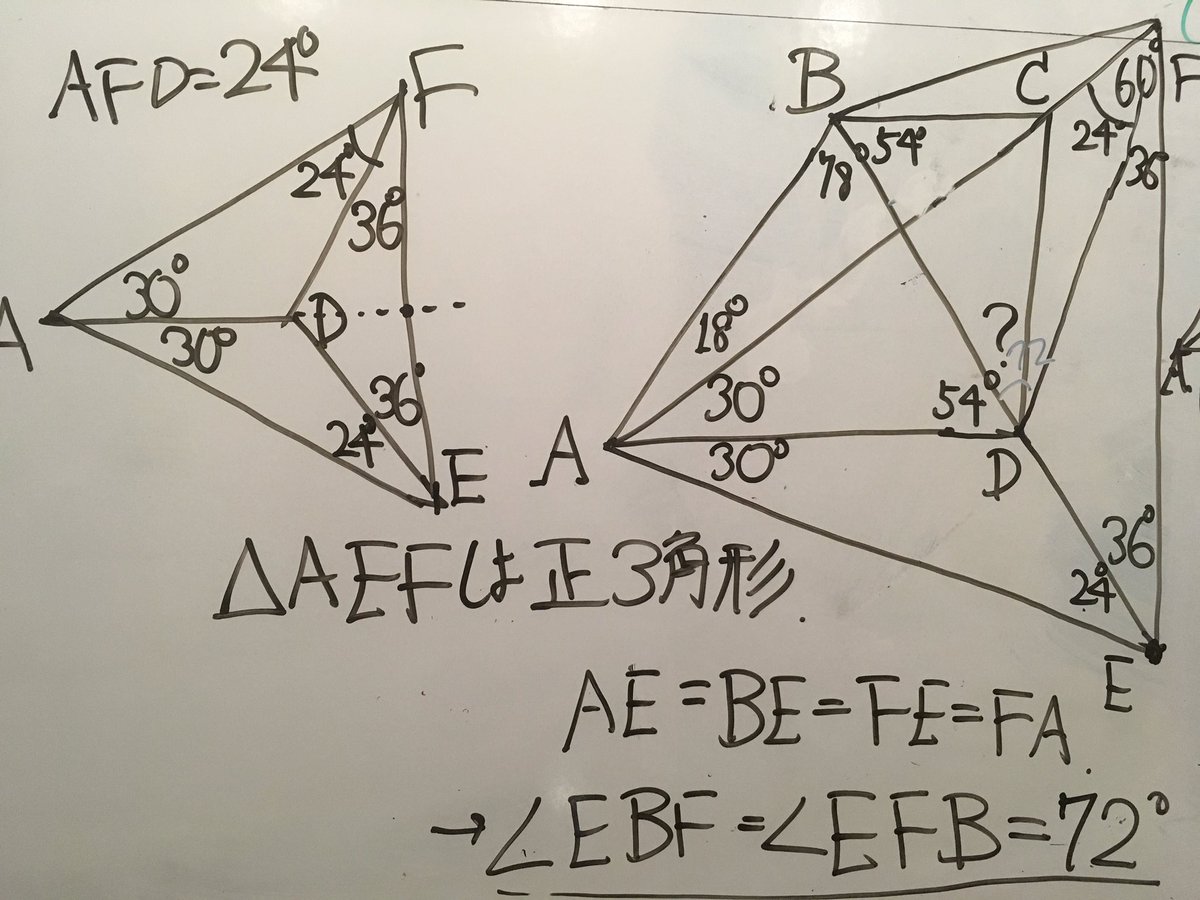 AFD=24°
F
24°
36°
30°
A
D
30°
36°
24°
E
B
C
60°
F
54°
24°
78°
36
18°
?
72
30°
54°
A
A
30°
D
36°
24°
E
△AEFは正3角形.
AE=BE=FE=FA.
→∠EBF=∠EFB=72°